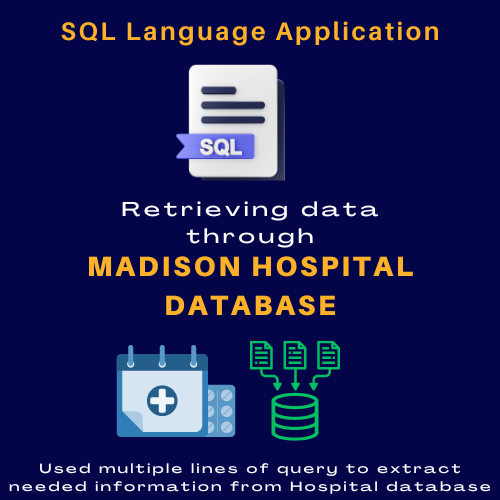 SQL Language Application
SQL
Retrieving data
through
MADISON HOSPITAL
DATABASE
Used multiple lines of query to extract
needed information from Hospital database